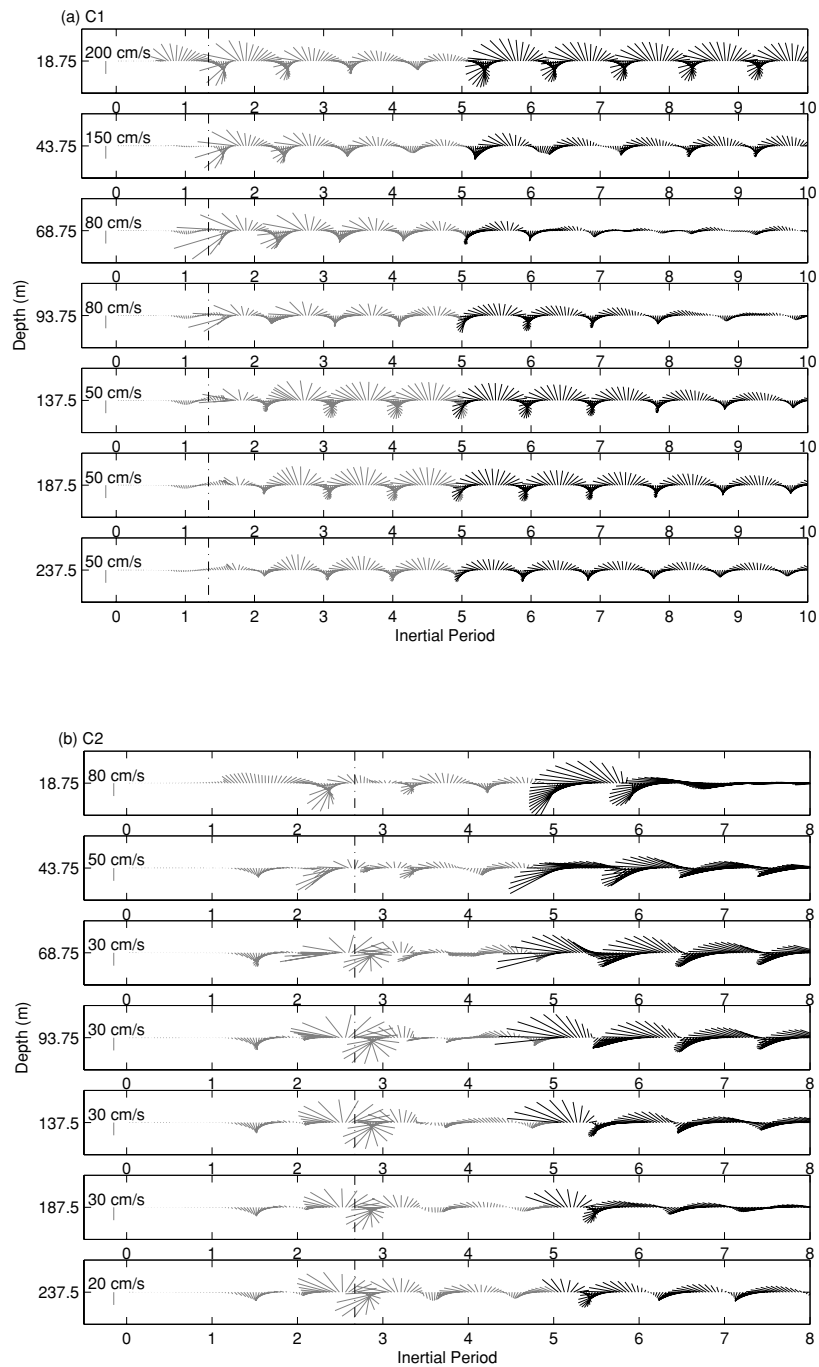 (a) C1
200 cm/s
18.75
0 1 2 3 4 5 6 7 8 9 10
150 cm/s
43.75
0 1 2 3 4 5 6 7 8 9 10
80 cm/s
68.75
0 1 2 3 4 5 6 7 8 9 10
Depth (m)
80 cm/s
93.75
0 1 2 3 4 5 6 7 8 9 10
50 cm/s
137.5
0 1 2 3 4 5 6 7 8 9 10
50 cm/s
187.5
0 1 2 3 4 5 6 7 8 9 10
50 cm/s
237.5
0 1 2 3 4 5 6 7 8 9 10
Inertial Period
(b) C2
80 cm/s
18.75
0 1 2 3 4 5 6 7 8
50 cm/s
43.75
0 1 2 3 4 5 6 7 8
30 cm/s
68.75
0 1 2 3 4 5 6 7 8
Depth (m)
30 cm/s
93.75
0 1 2 3 4 5 6 7 8
30 cm/s
137.5
0 1 2 3 4 5 6 7 8
30 cm/s
187.5
0 1 2 3 4 5 6 7 8
20 cm/s
237.5
0 1 2 3 4 5 6 7 8
Inertial Period